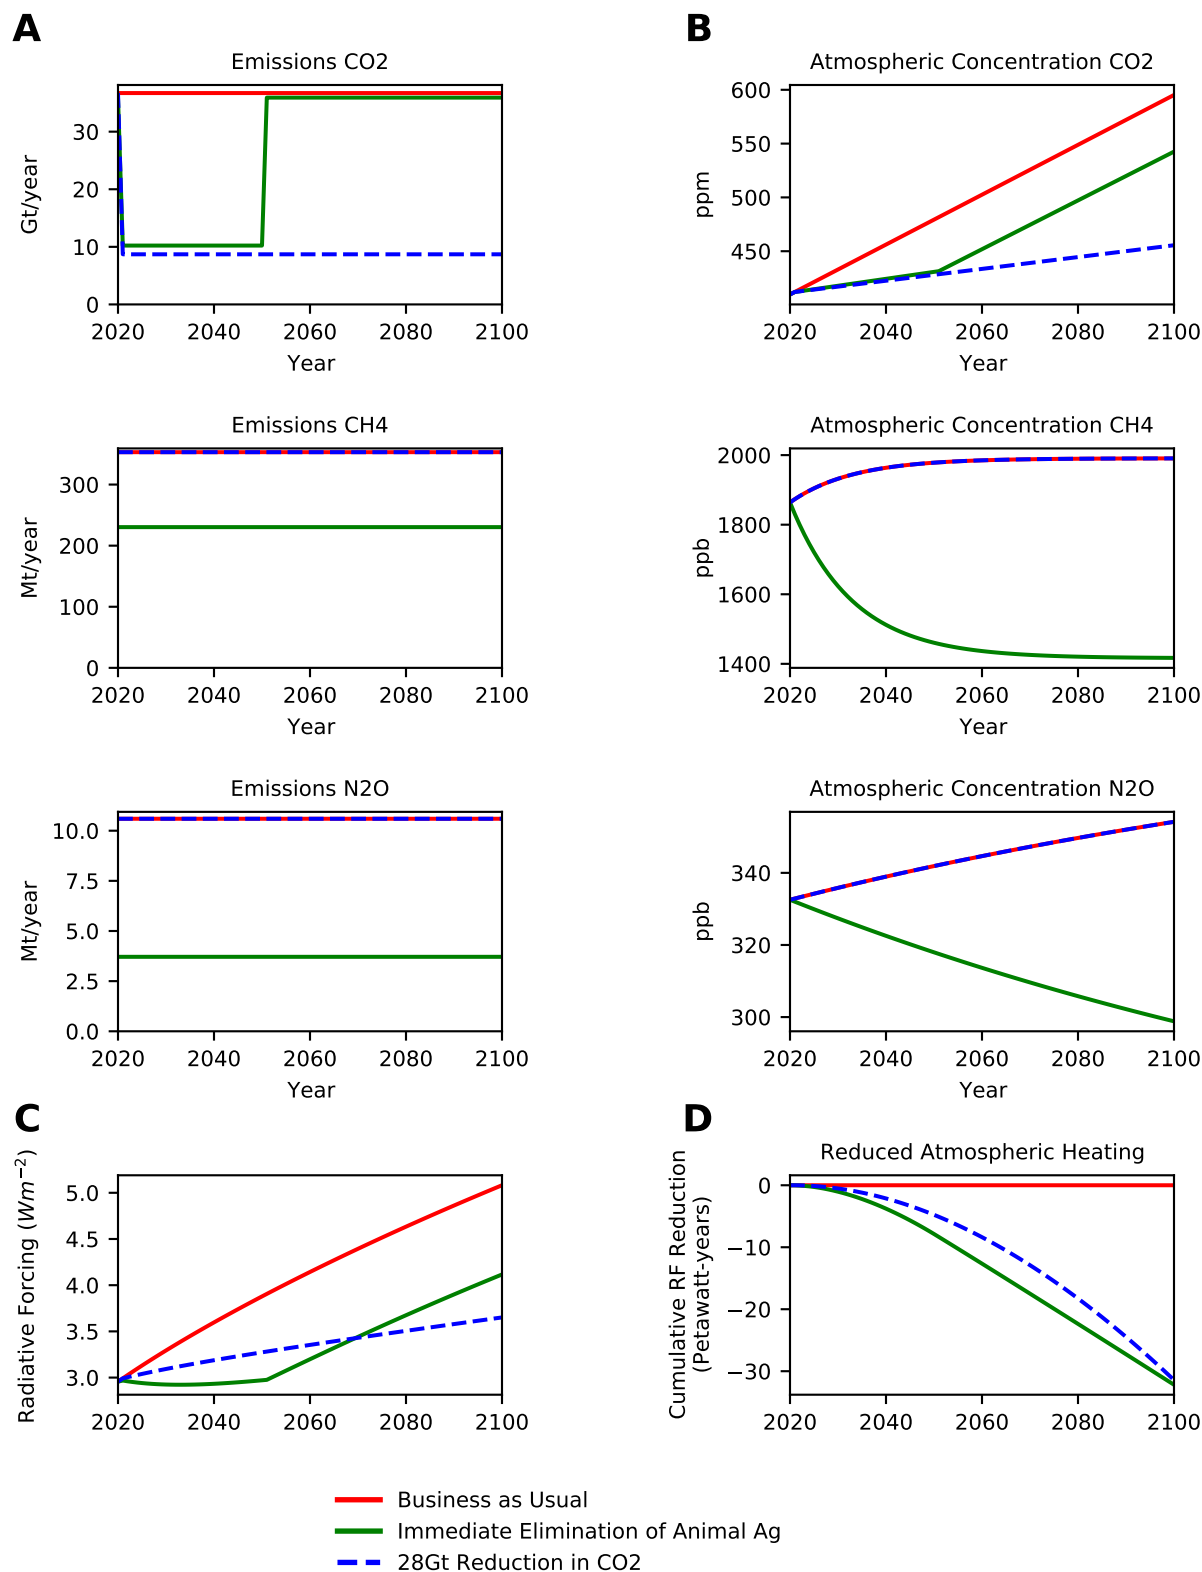 A
Emissions CO2
Gt/year
30
20
10
0
2020 2040 2060 2080 2100
Year
B
Atmospheric Concentration CO2
ppm
600
550
500
450
2020 2040 2060 2080 2100
Year
Emissions CH4
Mt/year
300
200
100
0
2020 2040 2060 2080 2100
Year
Atmospheric Concentration CH4
ppb
2000
1800
1600
1400
2020 2040 2060 2080 2100
Year
Emissions N2O
Mt/year
10.0
7.5
5.0
2.5
0.0
2020 2040 2060 2080 2100
Year
Atmospheric Concentration N2O
ppb
340
320
300
2020 2040 2060 2080 2100
Year
C
Radiative Forcing (Wm⁻²)
5.0
4.5
4.0
3.5
3.0
2020 2040 2060 2080 2100
D
Reduced Atmospheric Heating
Cumulative RF Reduction
(Petawatt-years)
0
−10
−20
−30
2020 2040 2060 2080 2100
Business as Usual
Immediate Elimination of Animal Ag
28Gt Reduction in CO2